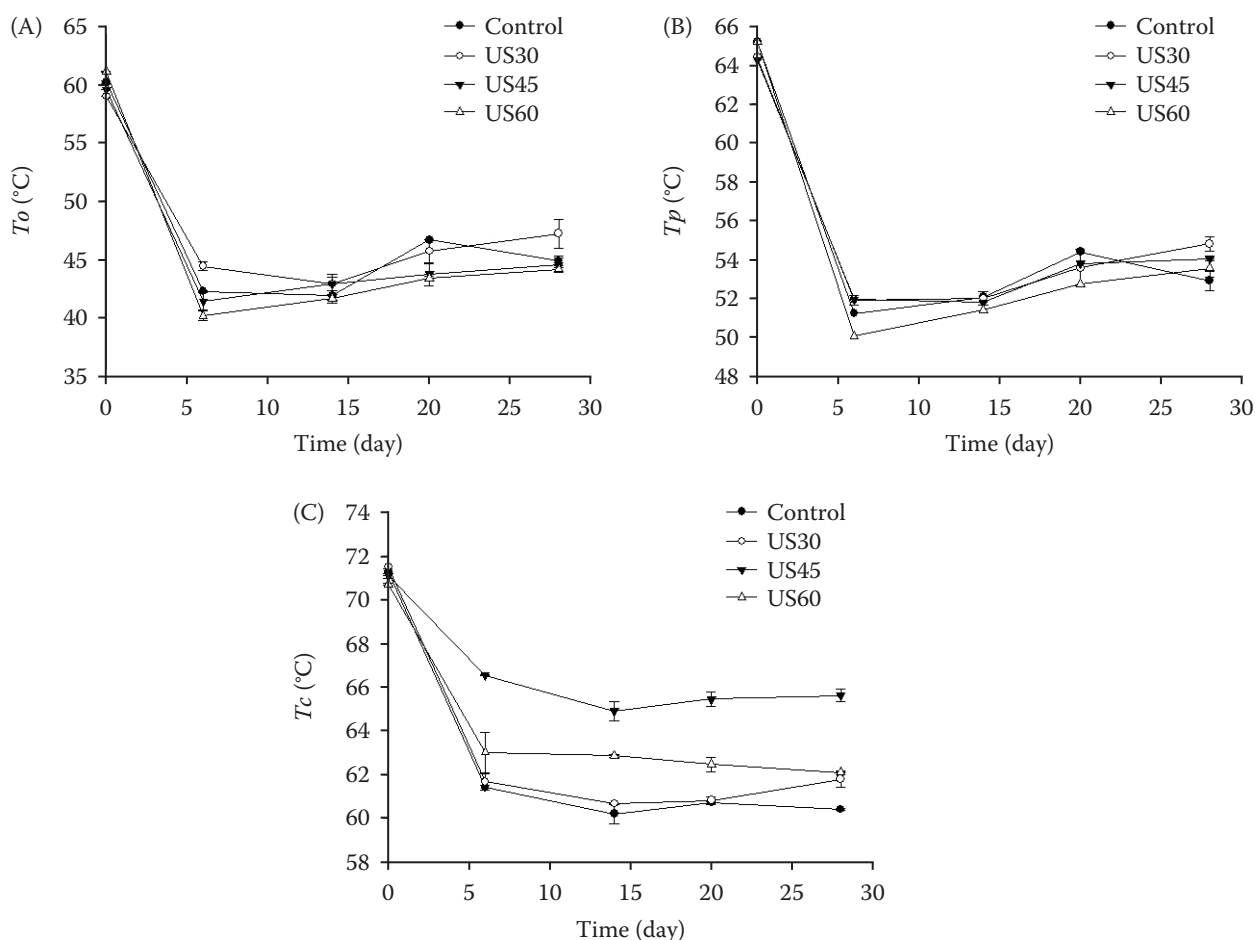 (A)
Control
US30
US45
US60
65
60
55
50
45
40
35
To (°C)
0 5 10 15 20 25 30
Time (day)
(B)
Control
US30
US45
US60
66
64
62
60
58
56
54
52
50
48
Tp (°C)
0 5 10 15 20 25 30
Time (day)
(C)
Control
US30
US45
US60
74
72
70
68
66
64
62
60
58
Tc (°C)
0 5 10 15 20 25 30
Time (day)